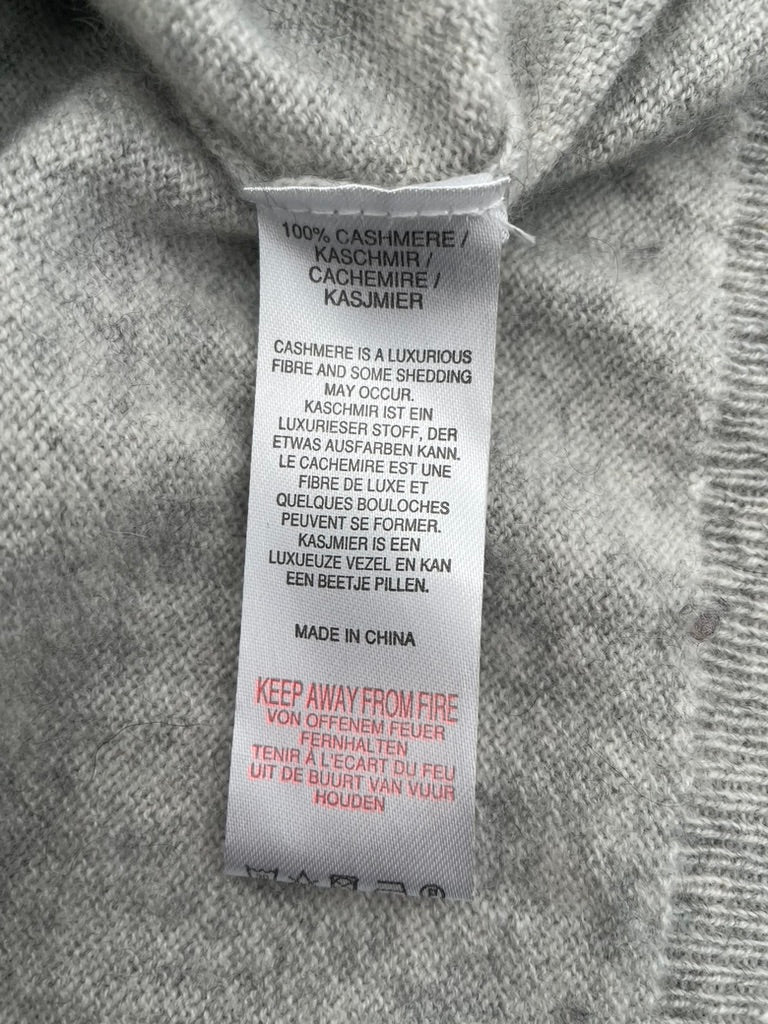 100% CASHMERE /
KASCHMIR /
CACHEMIRE /
KASJMIER
CASHMERE IS A LUXURIOUS
FIBRE AND SOME SHEDDING
MAY OCCUR.
KASCHMIR IST EIN
LUXURIESER STOFF, DER
ETWAS AUSFARBEN KANN.
LE CACHEMIRE EST UNE
FIBRE DE LUXE ET
QUELQUES BOULOCHES
PEUVENT SE FORMER.
KASJMIER IS EEN
LUXUEUZE VEZEL EN KAN
EEN BEETJE PILLEN.
MADE IN CHINA
KEEP AWAY FROM FIRE
VON OFFENEM FEUER
FERNHALTEN
TENIR À L'ECART DU FEU
UIT DE BUURT VAN VUUR
HOUDEN